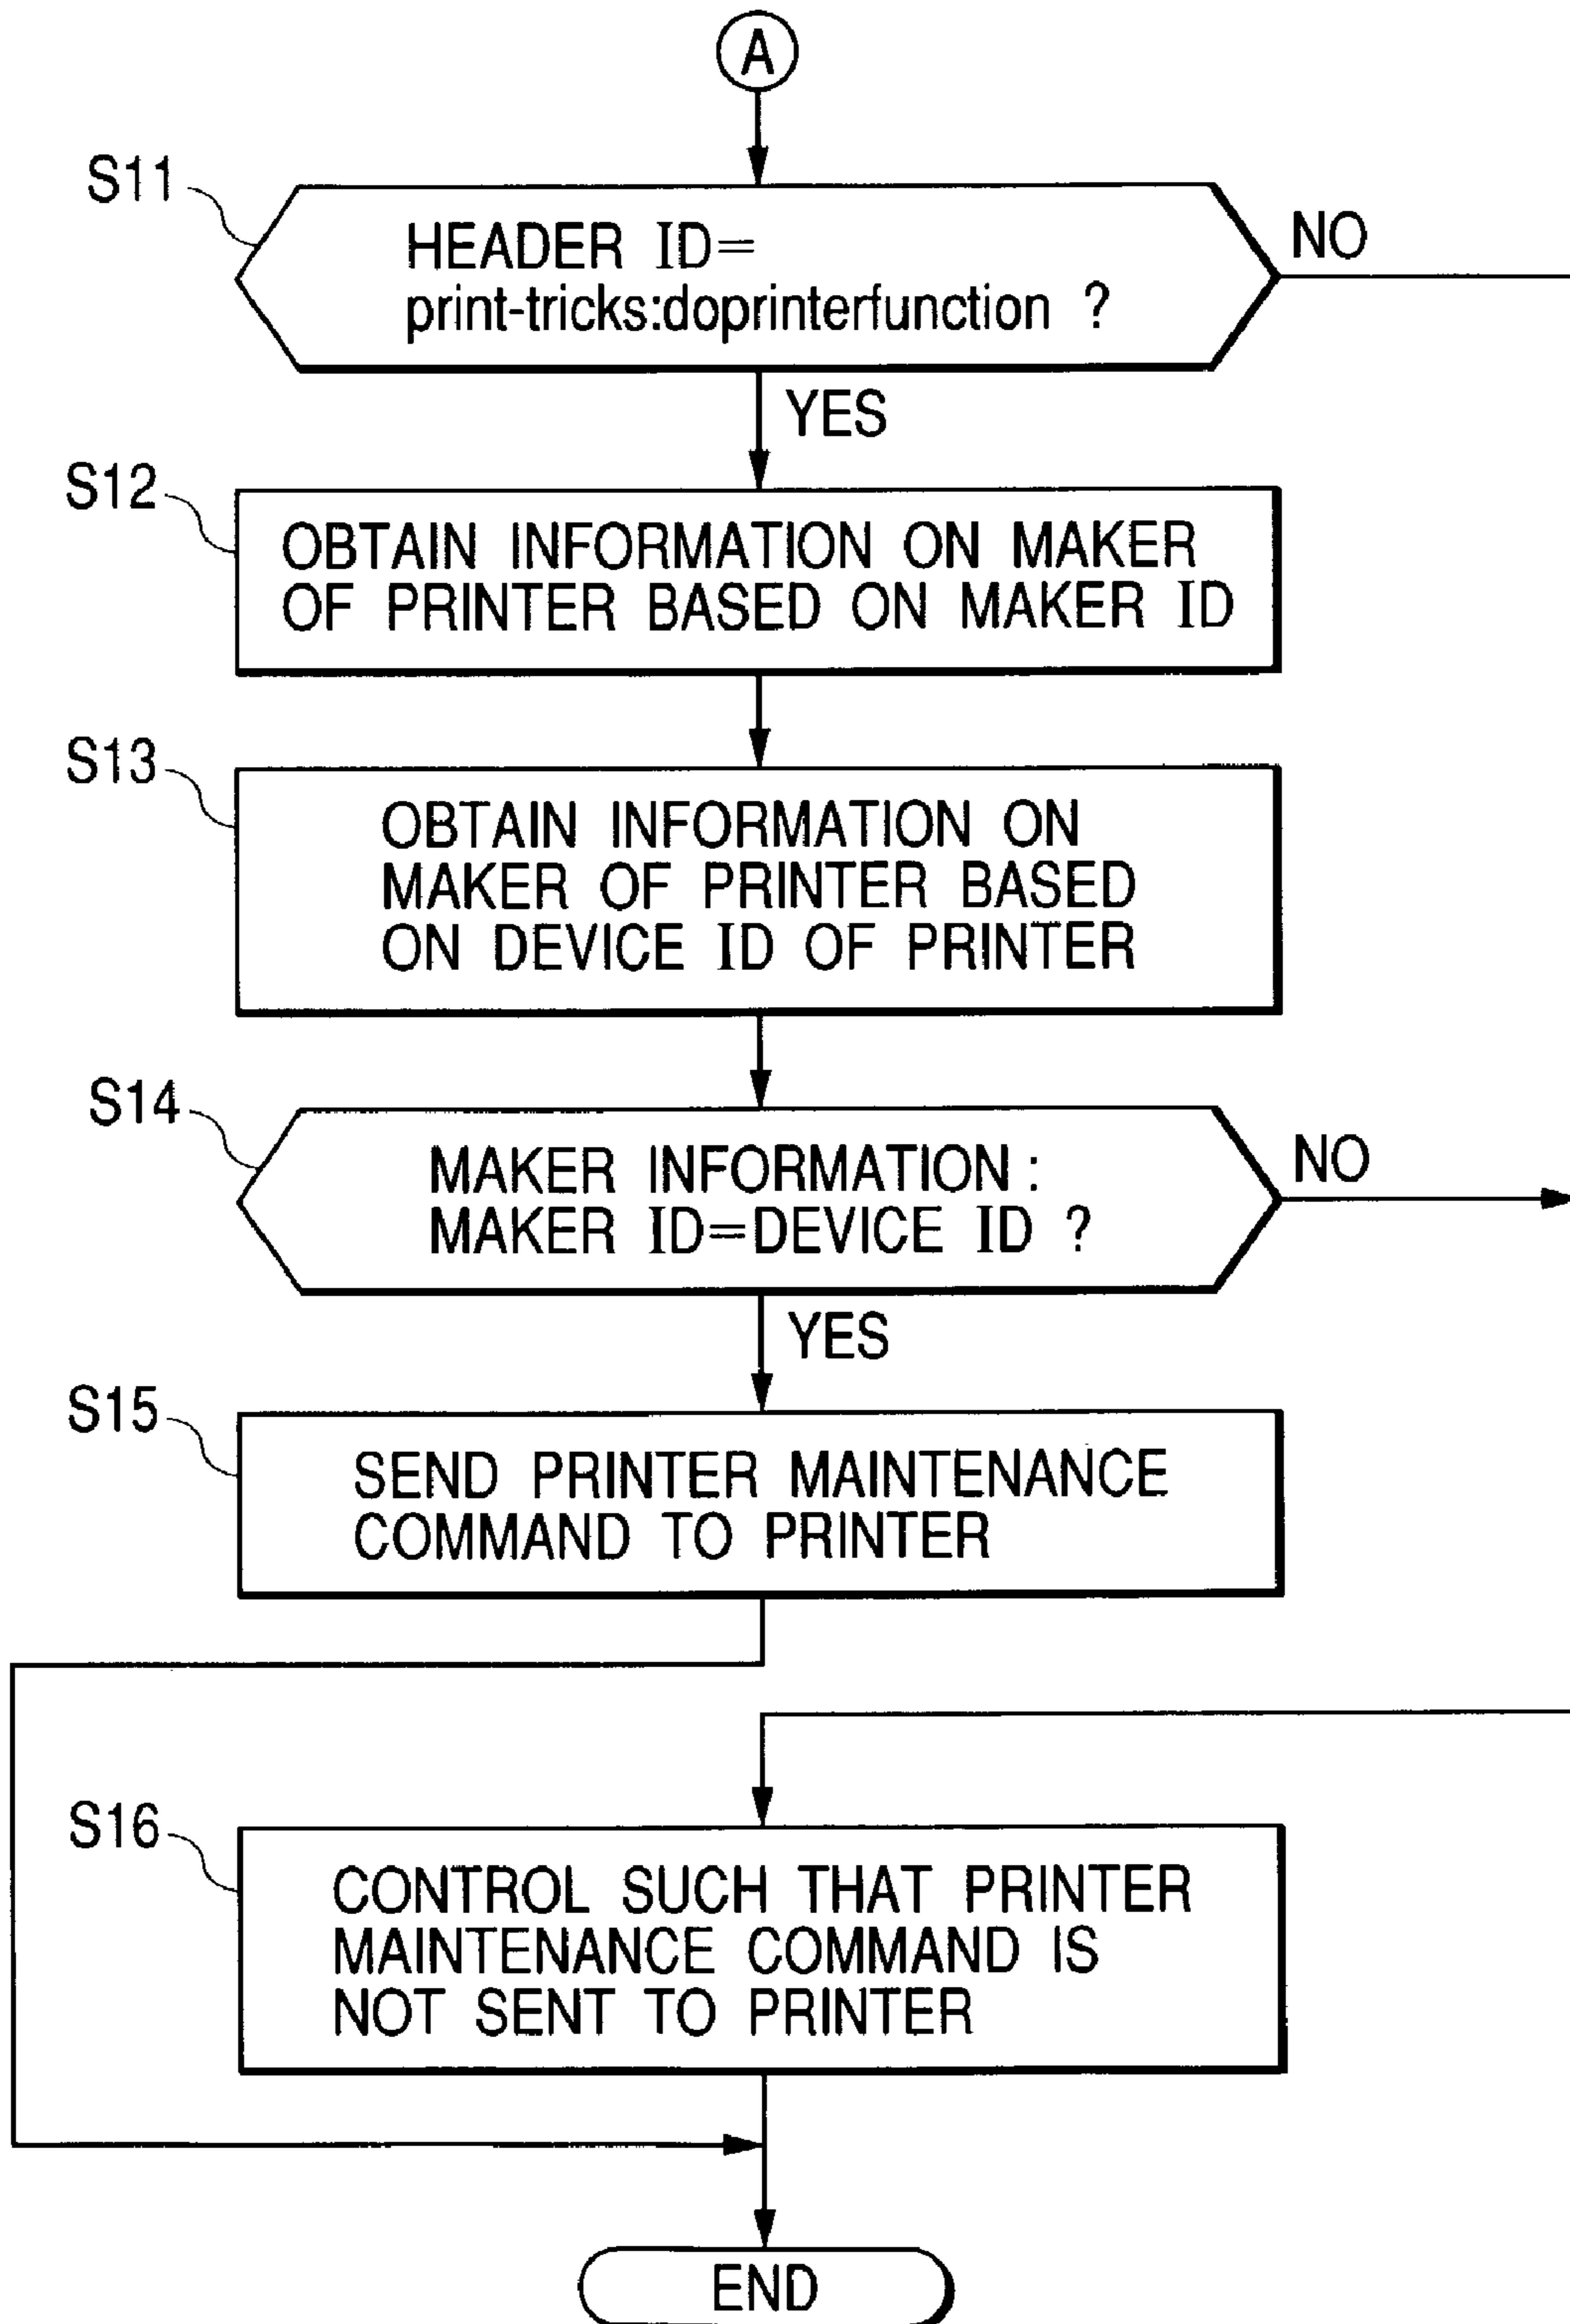 A
S11
HEADER ID=
print-tricks:doprinterfunction ?
NO
YES
S12
OBTAIN INFORMATION ON MAKER
OF PRINTER BASED ON MAKER ID
S13
OBTAIN INFORMATION ON
MAKER OF PRINTER BASED
ON DEVICE ID OF PRINTER
S14
MAKER INFORMATION :
MAKER ID=DEVICE ID ?
NO
YES
S15
SEND PRINTER MAINTENANCE
COMMAND TO PRINTER
S16
CONTROL SUCH THAT PRINTER
MAINTENANCE COMMAND IS
NOT SENT TO PRINTER
END